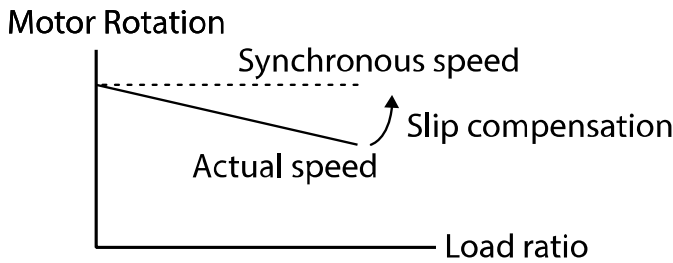 Motor Rotation
Synchronous speed
Slip compensation
Actual speed
Load ratio